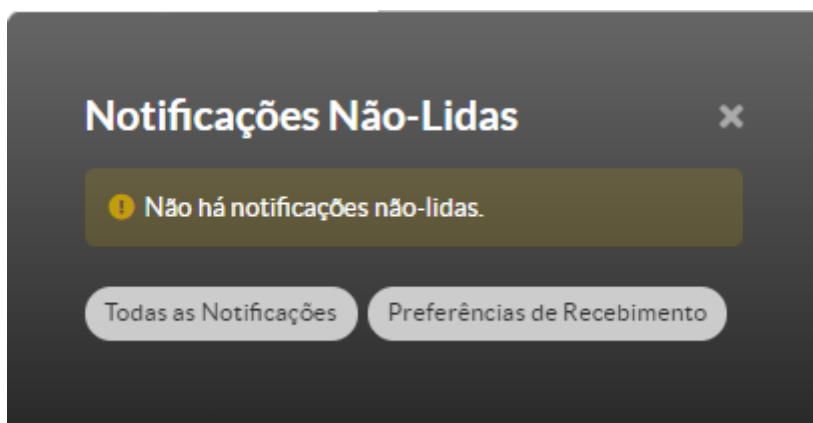 Notificações Não-Lidas
Não há notificações não-lidas.
Todas as Notificações
Preferências de Recebimento